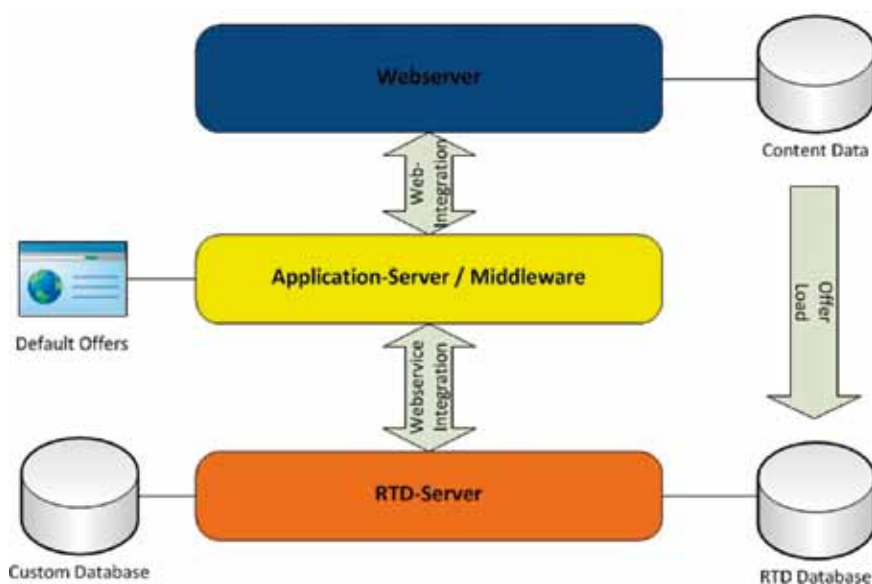 Webserver
Content Data
Web-
Integration
Application-Server / Middleware
Default Offers
Offer
Load
Webservice
Integration
RTD-Server
Custom Database
RTD Database